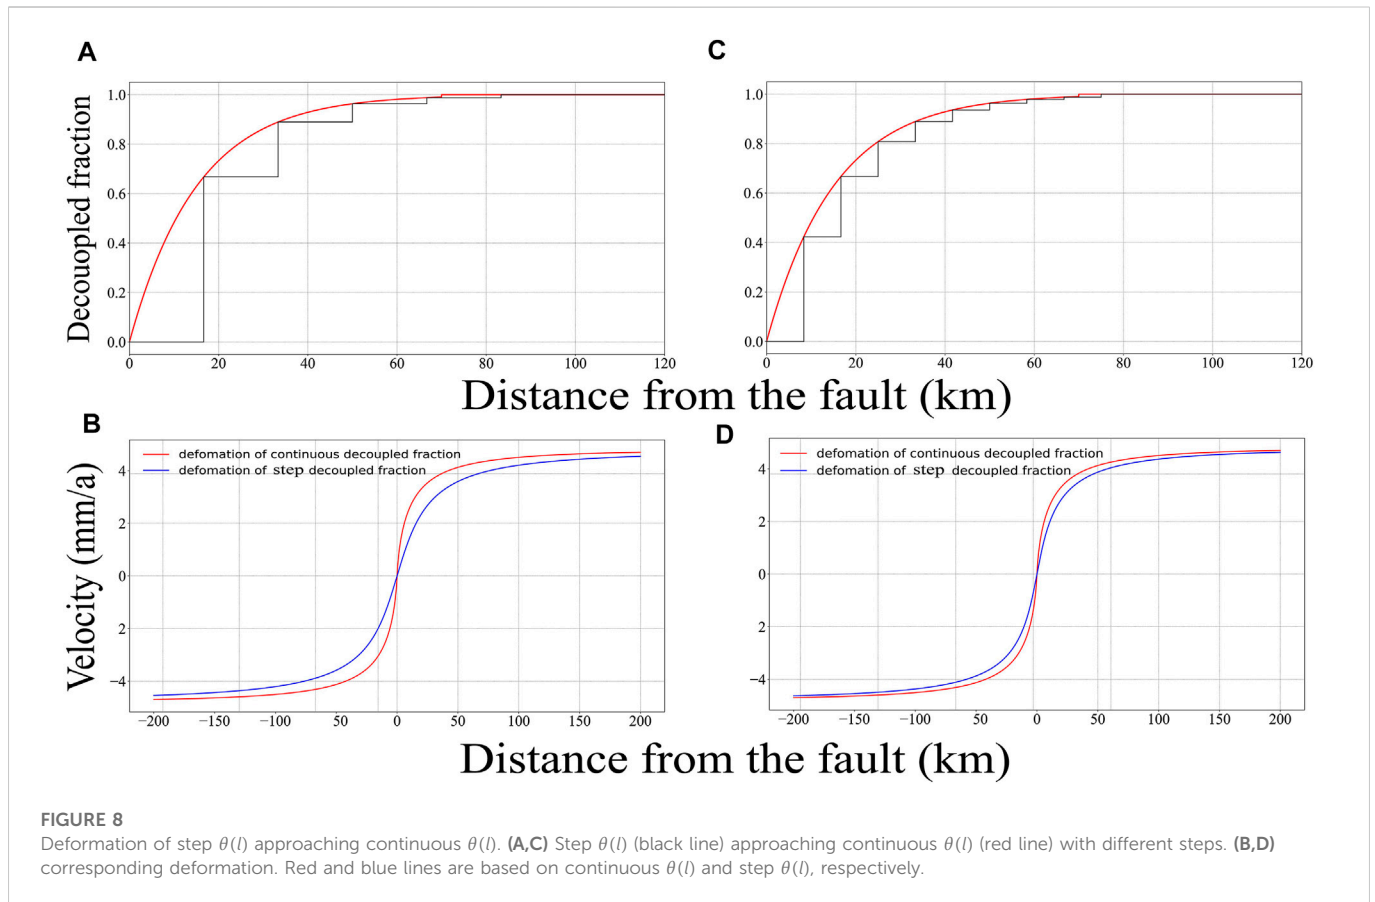 A
Decouopled fraction
1.0
0.8
0.6
0.4
0.2
0.0
0 20 40 60 80 100 120
C
1.0
0.8
0.6
0.4
0.2
0.0
0 20 40 60 80 100 120
Distance from the fault (km)
B
Velocity (mm/a)
defomation of continuous decoupled fraction
defomation of step decoupled fraction
4
2
0
2
−4
−200 −150 −100 50 0 50 100 150 200
D
defomation of continuous decoupled fraction
defomation of step decoupled fraction
4
2
0
2
−4
−200 −150 −100 50 0 50 100 150 200
Distance from the fault (km)
FIGURE 8
Deformation of step θ(l) approaching continuous θ(l). (A,C) Step θ(l) (black line) approaching continuous θ(l) (red line) with different steps. (B,D)
corresponding deformation. Red and blue lines are based on continuous θ(l) and step θ(l), respectively.